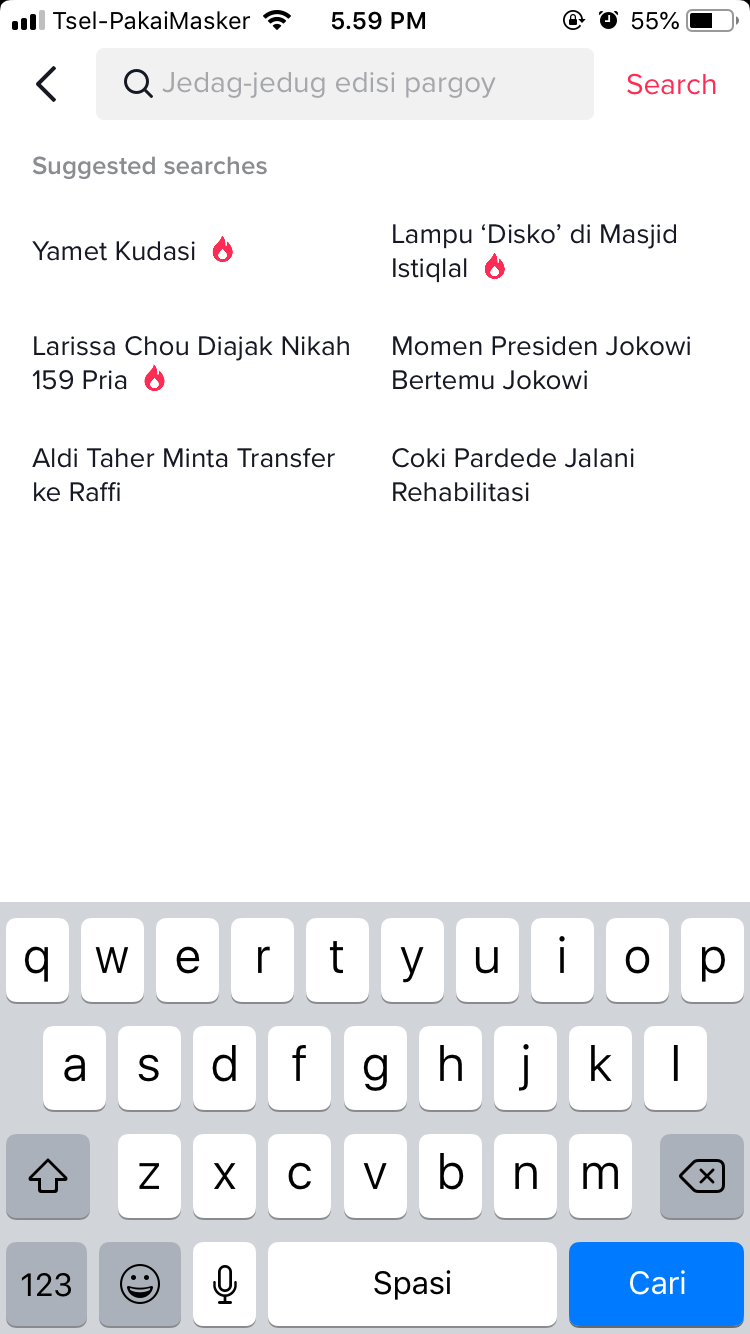 Tsel-PakaiMasker 5.59 PM 55%
Jedag-jedug edisi pargoy Search
Suggested searches
Yamet Kudasi
Lampu ‘Disko’ di Masjid
Istiqlal
Larissa Chou Diajak Nikah
159 Pria
Momen Presiden Jokowi
Bertemu Jokowi
Aldi Taher Minta Transfer
ke Raffi
Coki Pardede Jalani
Rehabilitasi
q w e r t y u i o p
a s d f g h j k l
z x c v b n m
123 Spasi Cari